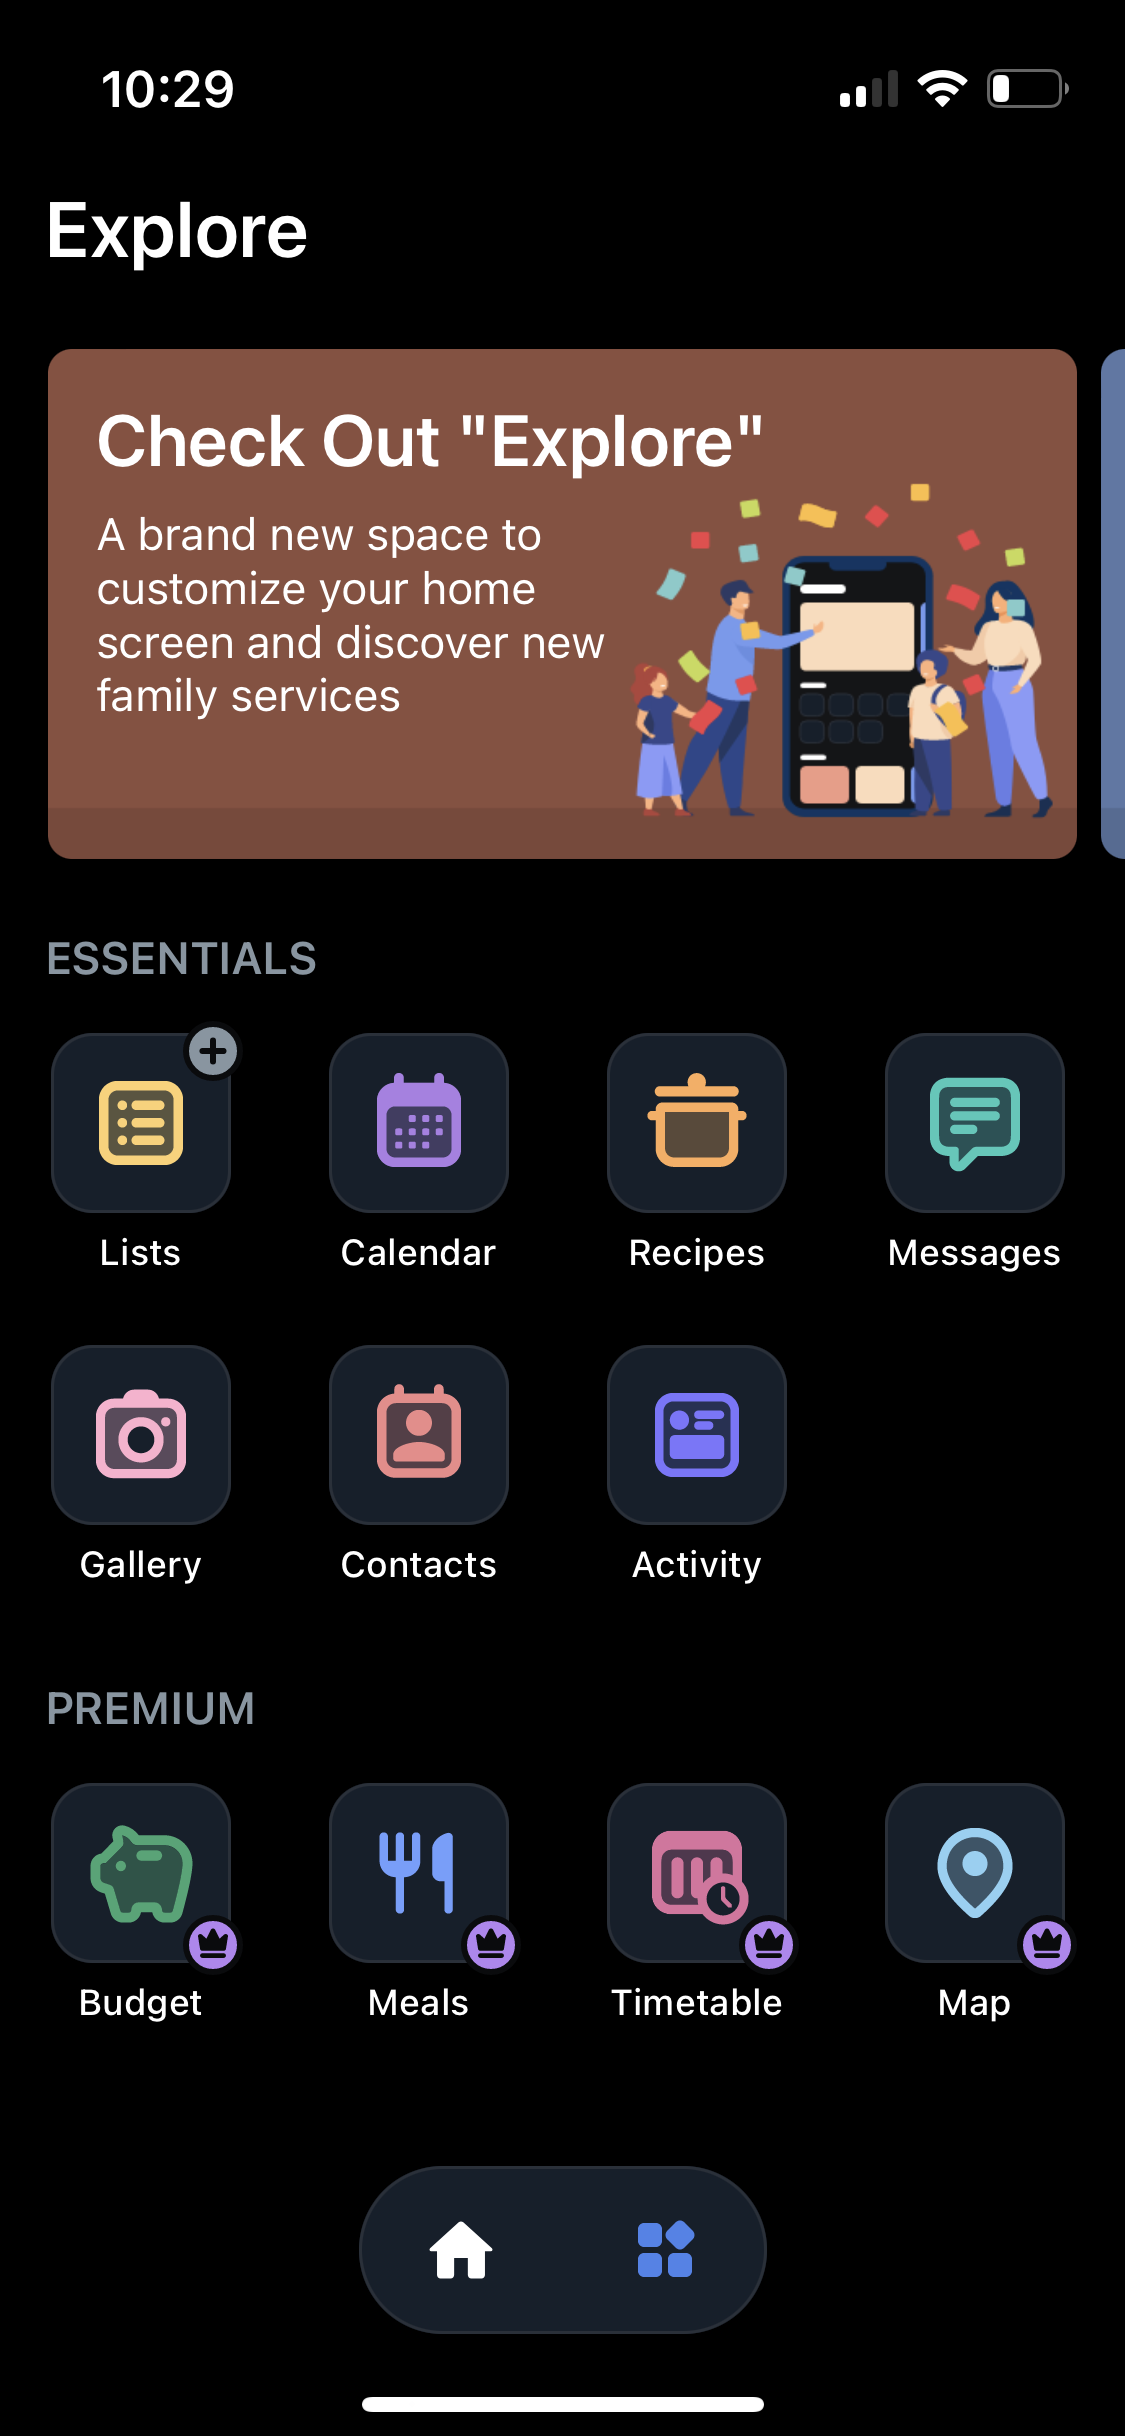 10:29
Explore
Check Out "Explore"
A brand new space to
customize your home
screen and discover new
family services
ESSENTIALS
Lists
Calendar
Recipes
Messages
Gallery
Contacts
Activity
PREMIUM
Budget
Meals
Timetable
Map